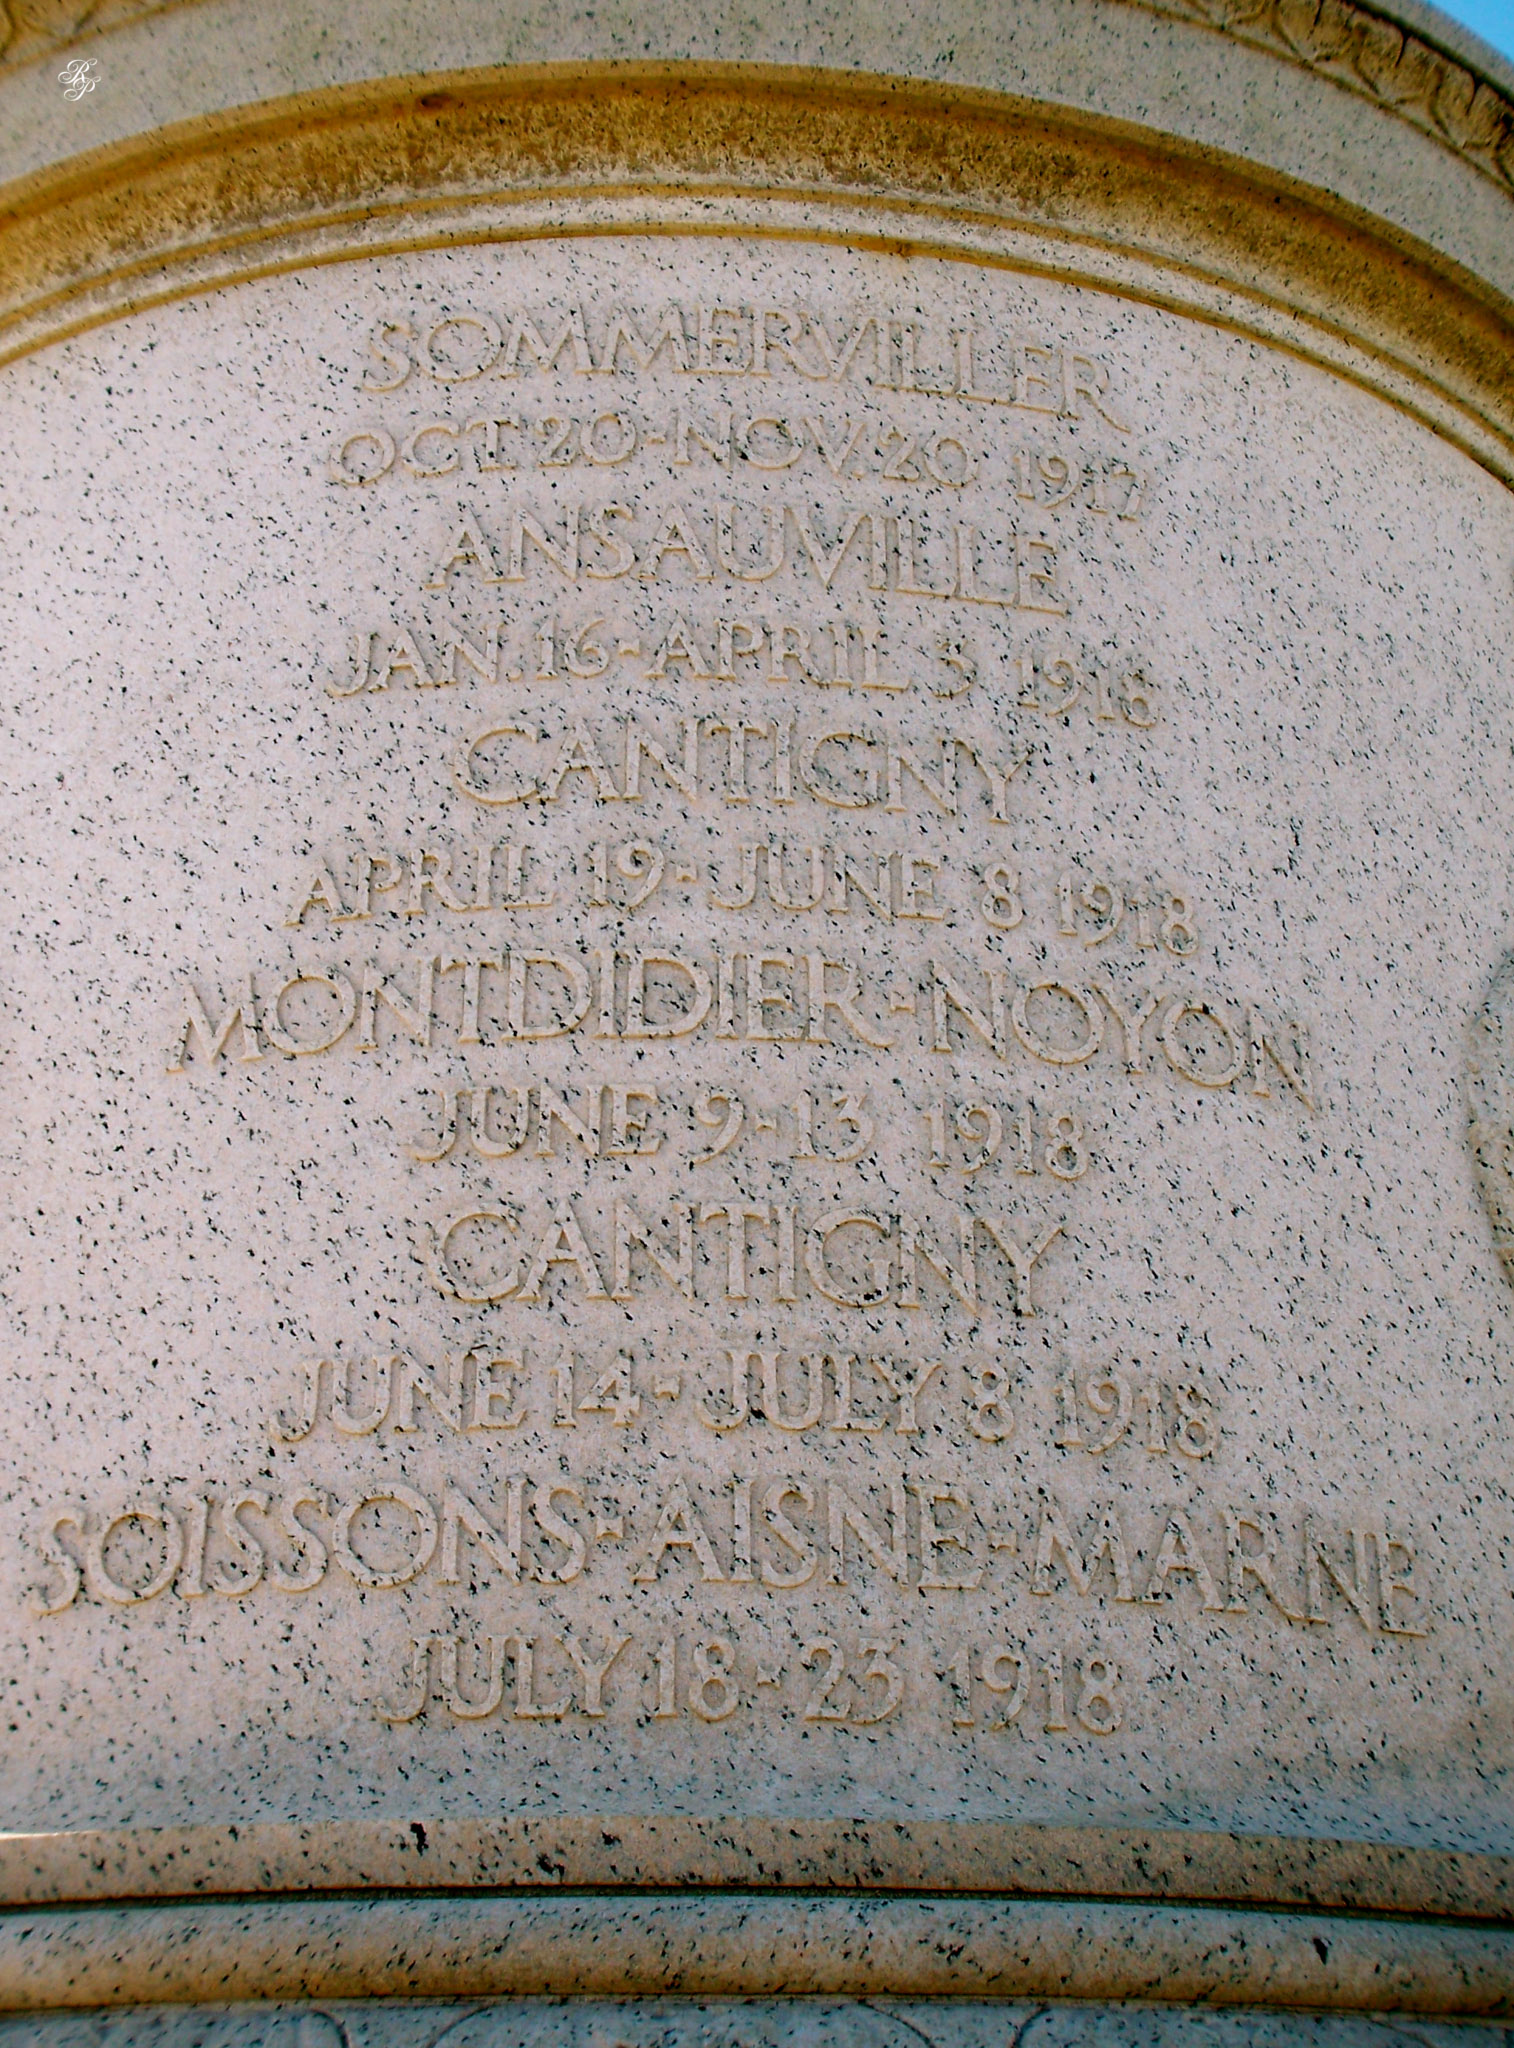 RP
SOMMERVILLER
OCT. 20 - NOV. 20 1917
ANSAUVILLE
JAN. 16 - APRIL 3 1918
CANTIGNY
APRIL 19 - JUNE 8 1918
MONTDIDIER - NOYON
JUNE 9 - 13 1918
CANTIGNY
JUNE 14 - JULY 8 1918
SOISSONS - AISNE - MARNE
JULY 18 - 23 1918